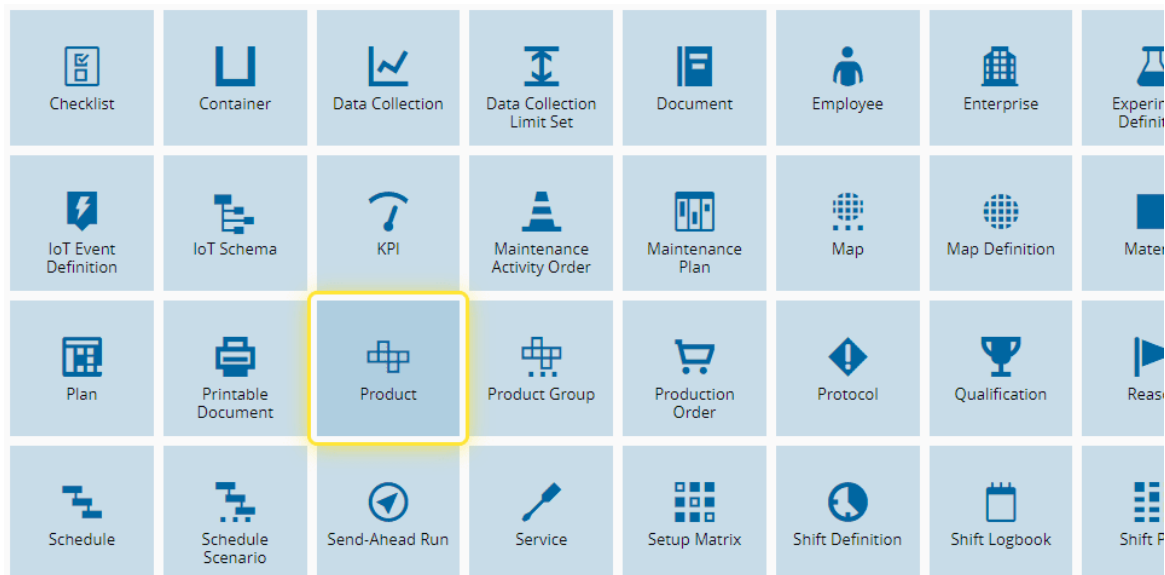 Checklist
Container
Data Collection
Data Collection
Limit Set
Document
Employee
Enterprise
IoT Event
Definition
IoT Schema
KPI
Maintenance
Activity Order
Maintenance
Plan
Map
Map Definition
Plan
Printable
Document
Product
Product Group
Production
Order
Protocol
Qualification
Schedule
Schedule
Scenario
Send-Ahead Run
Service
Setup Matrix
Shift Definition
Shift Logbook
Shift